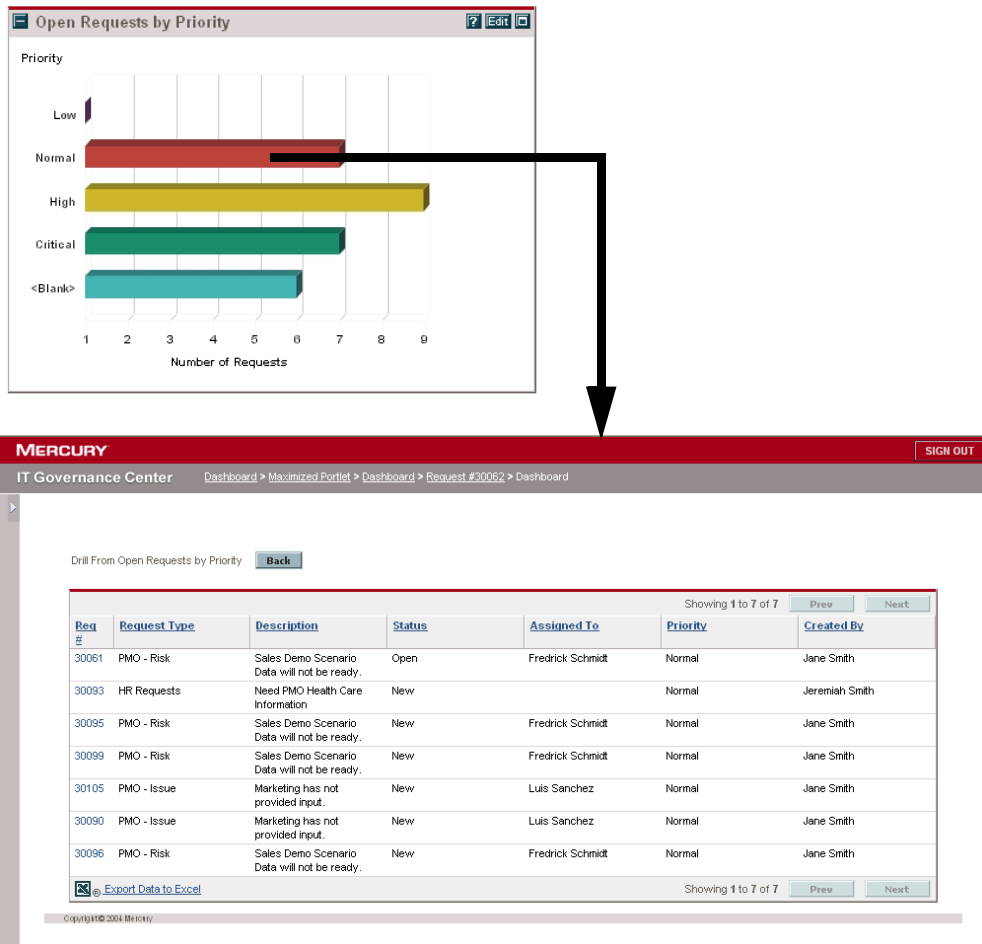 Open Requests by Priority ? Edit
Priority
Low
Normal
High
Critical
<Blank>
1 2 3 4 5 6 7 8 9
Number of Requests
MERCURY SIGN OUT
IT Governance Center Dashboard > Maximized Portlet > Dashboard > Request #30062 > Dashboard
Drill From Open Requests by Priority Back
Showing 1 to 7 of 7 Prev Next
Req # Request Type Description Status Assigned To Priority Created By
30061 PMO - Risk Sales Demo Scenario Open Fredrick Schmidt Normal Jane Smith
Data will not be ready.
30093 HR Requests Need PMO Health Care New Normal Jeremiah Smith
Information
30095 PMO - Risk Sales Demo Scenario New Fredrick Schmidt Normal Jane Smith
Data will not be ready.
30099 PMO - Risk Sales Demo Scenario New Fredrick Schmidt Normal Jane Smith
Data will not be ready.
30105 PMO - Issue Marketing has not New Luis Sanchez Normal Jane Smith
provided input.
30090 PMO - Issue Marketing has not New Luis Sanchez Normal Jane Smith
provided input.
30096 PMO - Risk Sales Demo Scenario New Fredrick Schmidt Normal Jane Smith
Data will not be ready.
® Export Data to Excel Showing 1 to 7 of 7 Prev Next
Copyright © 2004 Mercury